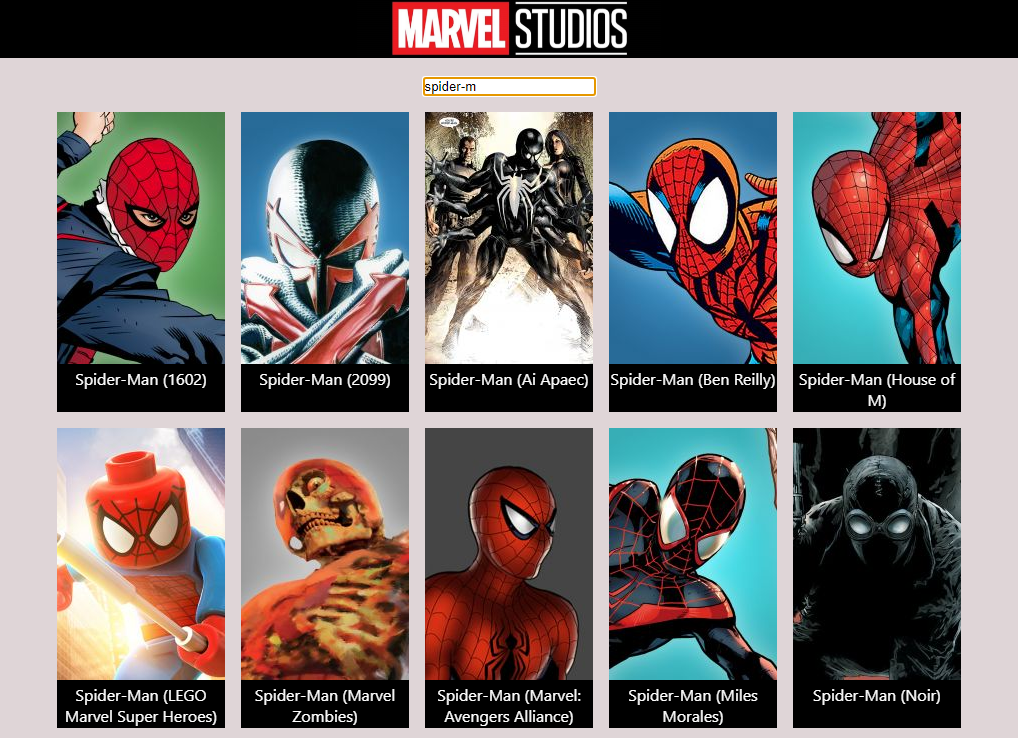 MARVEL STUDIOS
spider-m
Spider-Man (1602)
Spider-Man (2099)
Spider-Man (Ai Apaec)
Spider-Man (Ben Reilly)
Spider-Man (House of
M)
Spider-Man (LEGO
Marvel Super Heroes)
Spider-Man (Marvel
Zombies)
Spider-Man (Marvel:
Avengers Alliance)
Spider-Man (Miles
Morales)
Spider-Man (Noir)